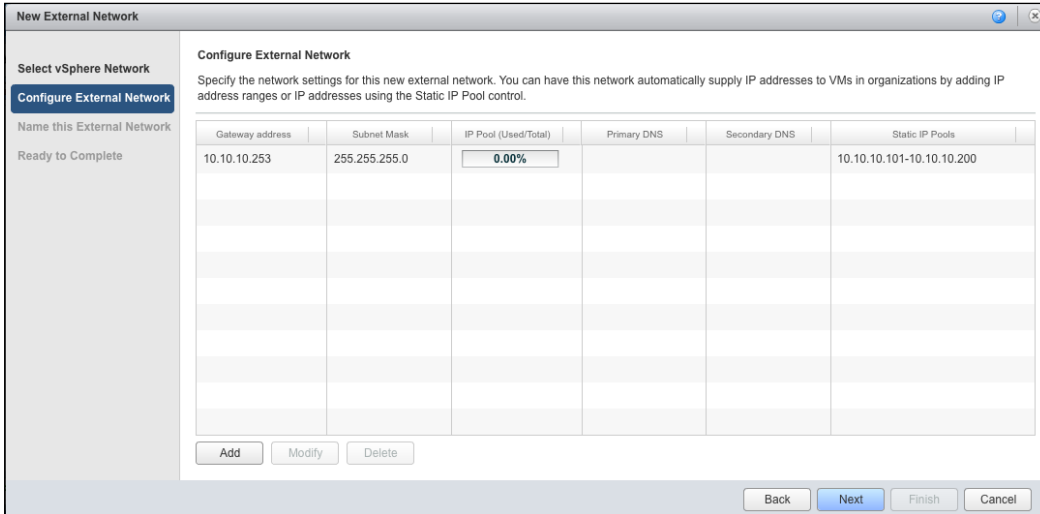 New External Network
Select vSphere Network
Configure External Network
Name this External Network
Ready to Complete
Configure External Network
Specify the network settings for this new external network. You can have this network automatically supply IP addresses to VMs in organizations by adding IP
address ranges or IP addresses using the Static IP Pool control.
Gateway address Subnet Mask IP Pool (Used/Total) Primary DNS Secondary DNS Static IP Pools
10.10.10.253 255.255.255.0 0.00% 10.10.10.101-10.10.10.200
Add Modify Delete
Back Next Finish Cancel